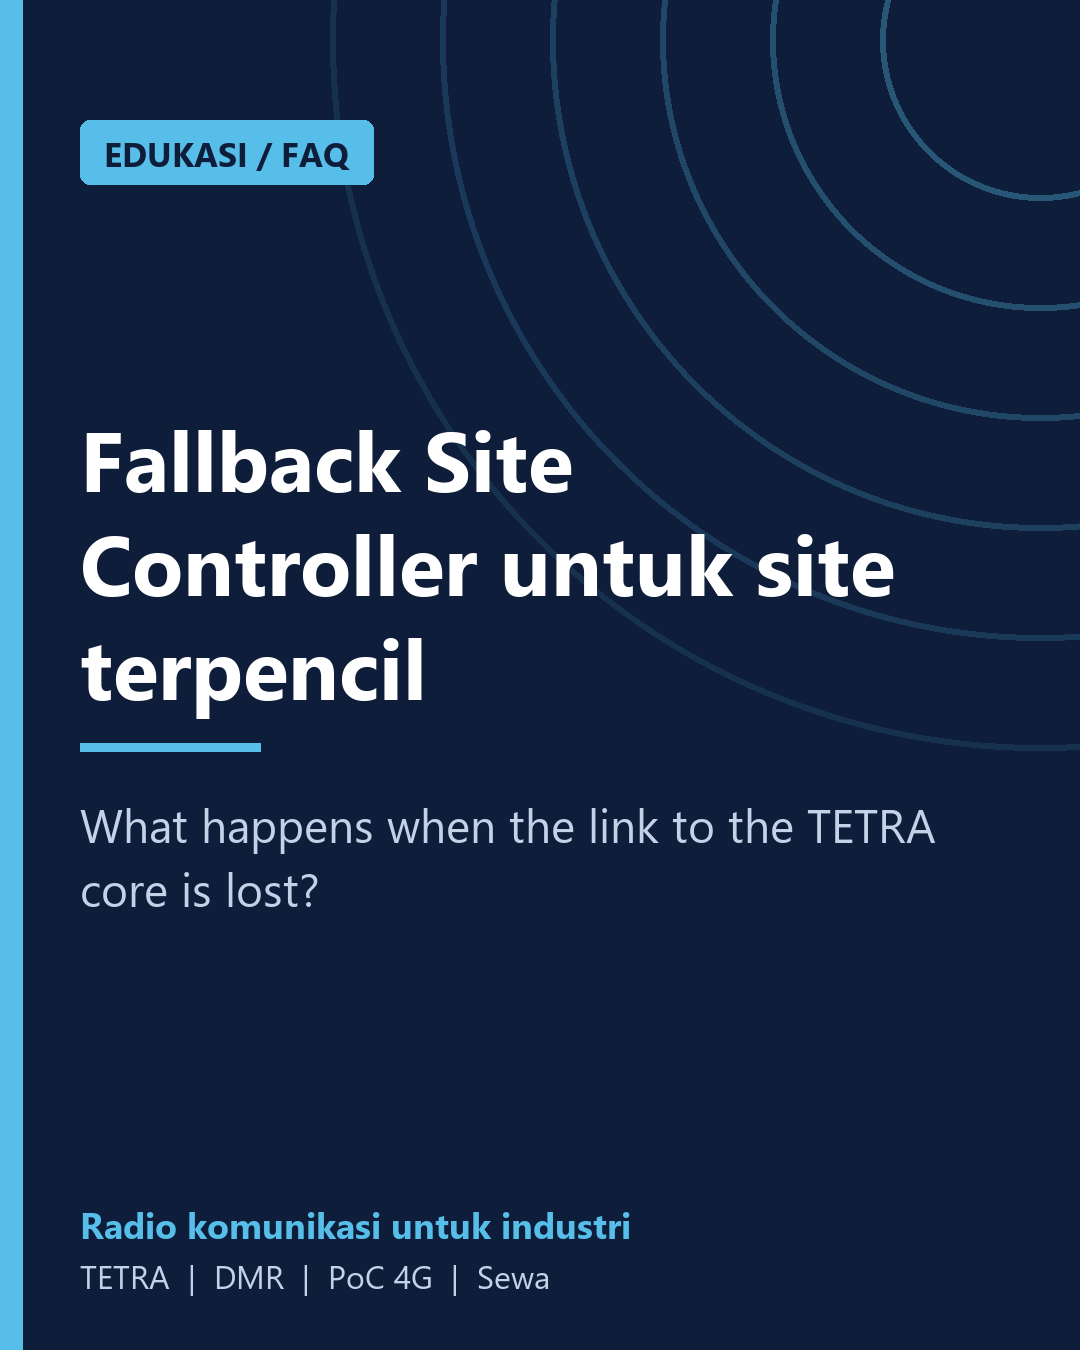 EDUKASI / FAQ
Fallback Site
Controller untuk site
terpencil
What happens when the link to the TETRA
core is lost?
Radio komunikasi untuk industri
TETRA | DMR | PoC 4G | Sewa